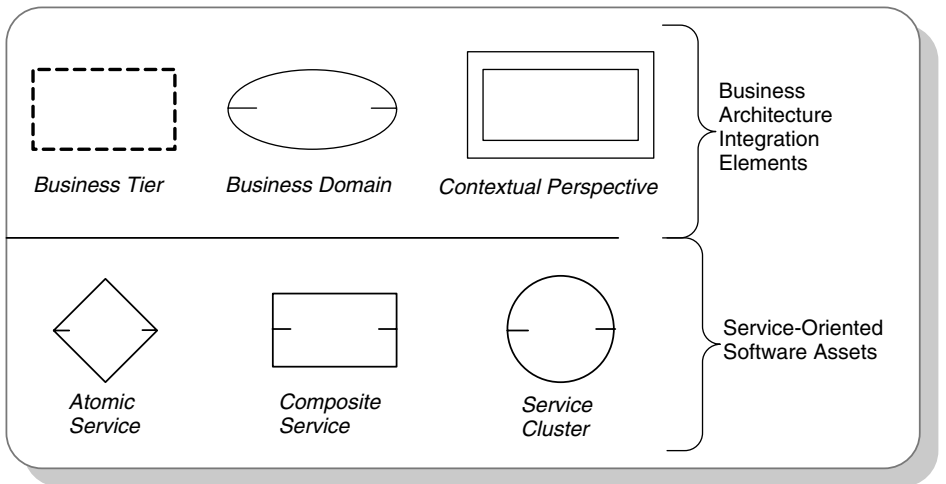 Business Tier
Business Domain
Contextual Perspective
Business
Architecture
Integration
Elements
Atomic
Service
Composite
Service
Service
Cluster
Service-Oriented
Software Assets